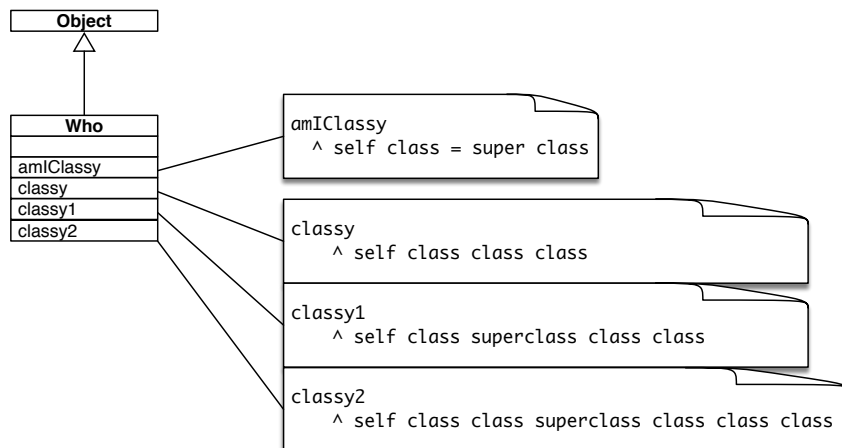 Object
Who
amIClassy
classy
classy1
classy2
amIClassy
^ self class = super class
classy
^ self class class class
classy1
^ self class superclass class class
classy2
^ self class class superclass class class class